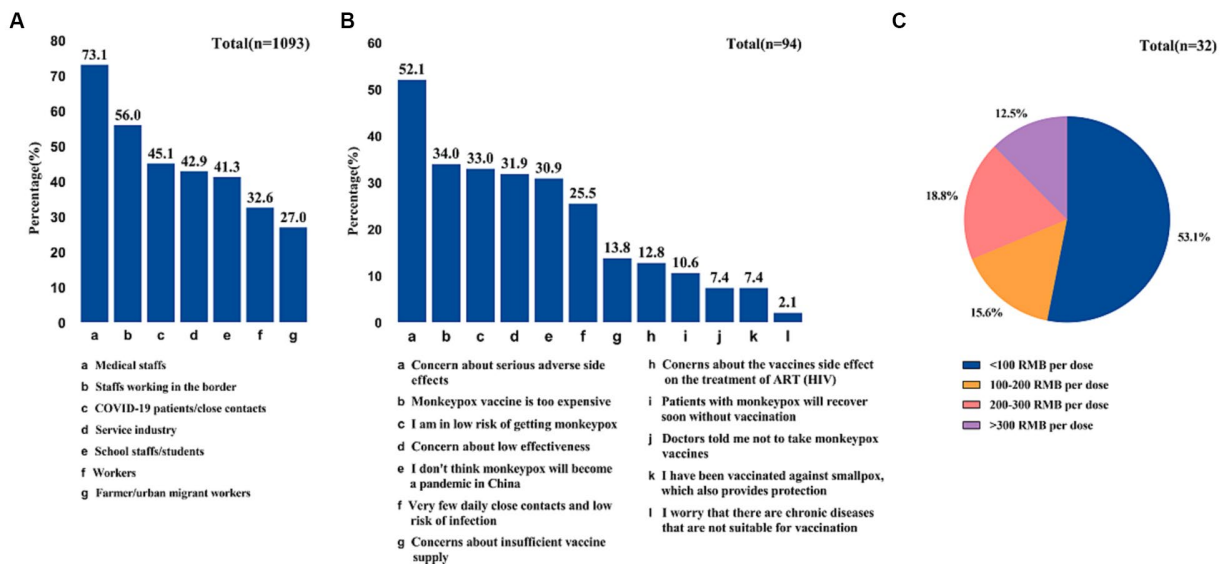 A
Total(n=1093)
Percentage(%)
80
70
60
50
40
30
20
10
0
73.1
56.0
45.1
42.9
41.3
32.6
27.0
a b c d e f g
a Medical staffs
b Staffs working in the border
c COVID-19 patients/close contacts
d Service industry
e School staffs/students
f Workers
g Farmer/urban migrant workers
B
Total(n=94)
Percentage(%)
60
50
40
30
20
10
0
52.1
34.0
33.0
31.9
30.9
25.5
13.8
12.8
10.6
7.4
7.4
2.1
a b c d e f g h i j k l
a Concern about serious adverse side
effects
b Monkeypox vaccine is too expensive
c I am in low risk of getting monkeypox
d Concern about low effectiveness
e I don't think monkeypox will become
a pandemic in China
f Very few daily close contacts and low
risk of infection
g Concerns about insufficient vaccine
supply
h Conerns about the vaccines side effect
on the treatment of ART (HIV)
i Patients with monkeypox will recover
soon without vaccination
j Doctors told me not to take monkeypox
vaccines
k I have been vaccinated against smallpox,
which also provides protection
l I worry that there are chronic diseases
that are not suitable for vaccination
C
Total(n=32)
12.5%
18.8%
53.1%
15.6%
<100 RMB per dose
100-200 RMB per dose
200-300 RMB per dose
>300 RMB per dose